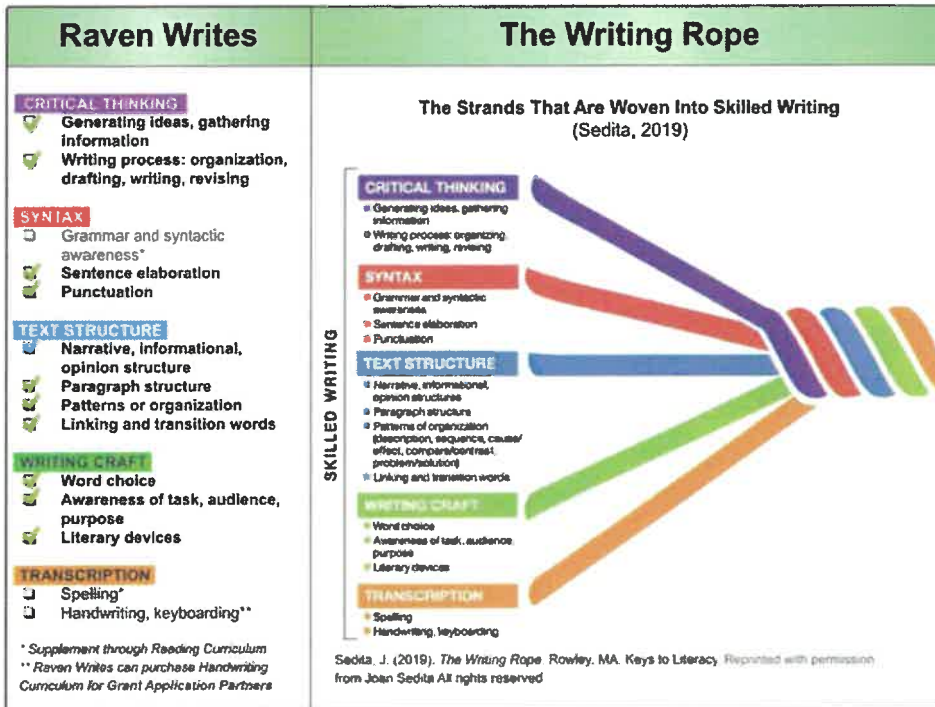 Raven Writes
CRITICAL THINKING
Generating ideas, gathering
information
Writing process: organization,
drafting, writing, revising
SYNTAX
Grammar and syntactic
awareness*
Sentence elaboration
Punctuation
TEXT STRUCTURE
Narrative, informational,
opinion structure
Paragraph structure
Patterns or organization
Linking and transition words
WRITING CRAFT
Word choice
Awareness of task, audience,
purpose
Literary devices
TRANSCRIPTION
Spelling*
Handwriting, keyboarding**
* Supplement through Reading Curriculum
** Raven Writes can purchase Handwriting
Curriculum for Grant Application Partners
The Writing Rope
The Strands That Are Woven Into Skilled Writing
(Sedita, 2019)
SKILLED WRITING
CRITICAL THINKING
Generating ideas, gathering
information
Writing process: organizing,
drafting, writing, revising
SYNTAX
Grammar and syntactic
awareness
Sentence elaboration
Punctuation
TEXT STRUCTURE
Narrative, informational,
opinion structures
Paragraph structure
Patterns of organization
(description, sequence, cause/
effect, compare/contrast,
problem/solution)
Linking and transition words
WRITING CRAFT
Word choice
Awareness of task, audience,
purpose
Literary devices
TRANSCRIPTION
Spelling
Handwriting, keyboarding
Sedita, J. (2019). The Writing Rope. Rowley, MA. Keys to Literacy Reprinted with permission
from Joan Sedita All rights reserved